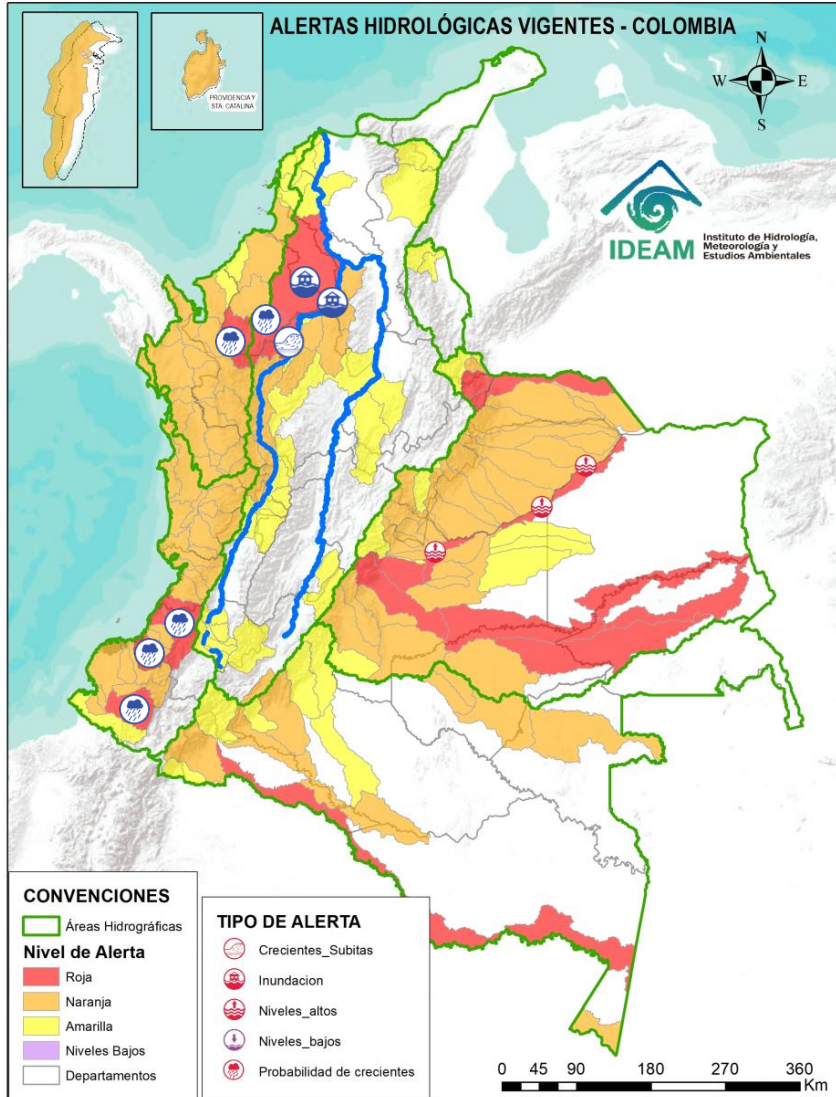 ALERTAS HIDROLÓGICAS VIGENTES - COLOMBIA
PROVIDENCIA Y
STA. CATALINA
N
W E
S
IDEAM
Instituto de Hidrología,
Meteorología y
Estudios Ambientales
CONVENCIONES
Áreas Hidrográficas
Nivel de Alerta
Roja
Naranja
Amarilla
Niveles Bajos
Departamentos
TIPO DE ALERTA
Crecientes_Subitas
Inundacion
Niveles_altos
Niveles_bajos
Probabilidad de crecientes
0 45 90 180 270 360
Km